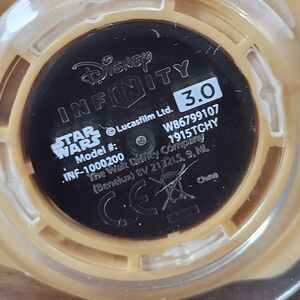 Disney
INFINITY
3.0
STAR WARS
© Lucasfilm Ltd.
W86799107
Model #:
1915TCHY
INF-1000200
The Walt Disney Company
(Benelux) BV 2132LS, 9, NL
CE
China